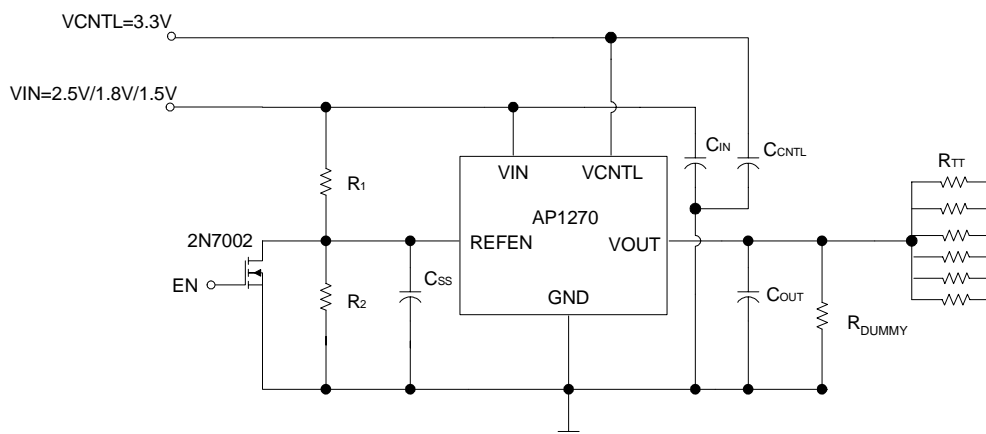 VCNTL=3.3V
VIN=2.5V/1.8V/1.5V
CIN
CCNTL
RTT
VIN
VCNTL
R1
AP1270
2N7002
REFEN
VOUT
CSS
EN
R2
GND
COUT
RDUMMY